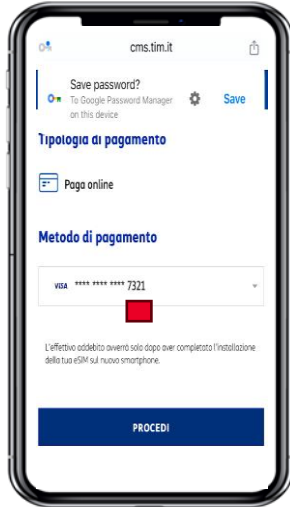 cms.tim.it
Save password?
To Google Password Manager
on this device
Save
Tipologia di pagamento
Paga online
Metodo di pagamento
VISA **** **** **** 7321
L'effettivo addebito avverrà solo dopo aver completato l'installazione
della tua eSIM sul nuovo smartphone.
PROCEDI